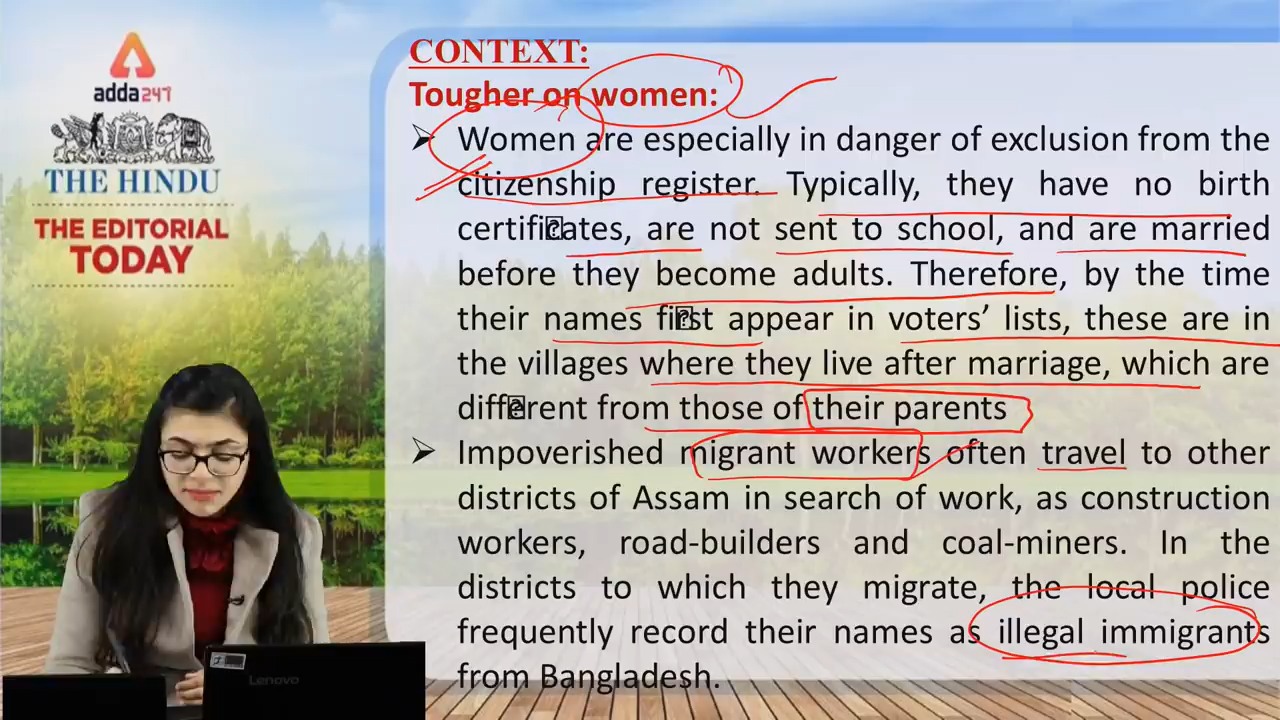 adda247
THE HINDU
THE EDITORIAL
TODAY
CONTEXT:
Tougher on women:
➢ Women are especially in danger of exclusion from the
citizenship register. Typically, they have no birth
certificates, are not sent to school, and are married
before they become adults. Therefore, by the time
their names first appear in voters’ lists, these are in
the villages where they live after marriage, which are
different from those of their parents
➢ Impoverished migrant workers often travel to other
districts of Assam in search of work, as construction
workers, road-builders and coal-miners. In the
districts to which they migrate, the local police
frequently record their names as illegal immigrants
from Bangladesh.
Lenovo